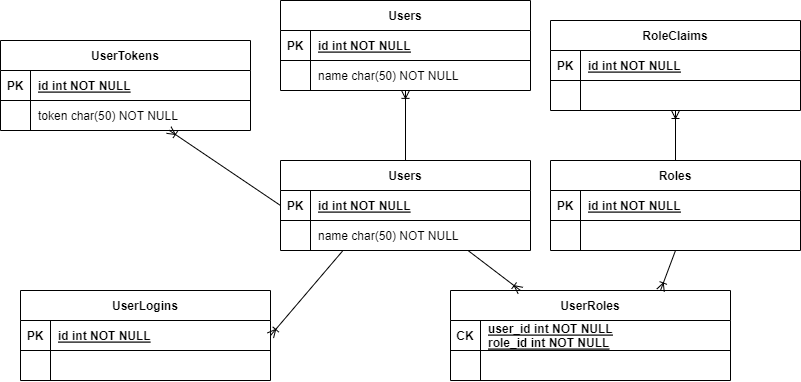 Users
PK id int NOT NULL
name char(50) NOT NULL
RoleClaims
PK id int NOT NULL
UserTokens
PK id int NOT NULL
token char(50) NOT NULL
Users
PK id int NOT NULL
name char(50) NOT NULL
Roles
PK id int NOT NULL
UserLogins
PK id int NOT NULL
UserRoles
CK user_id int NOT NULL
role_id int NOT NULL